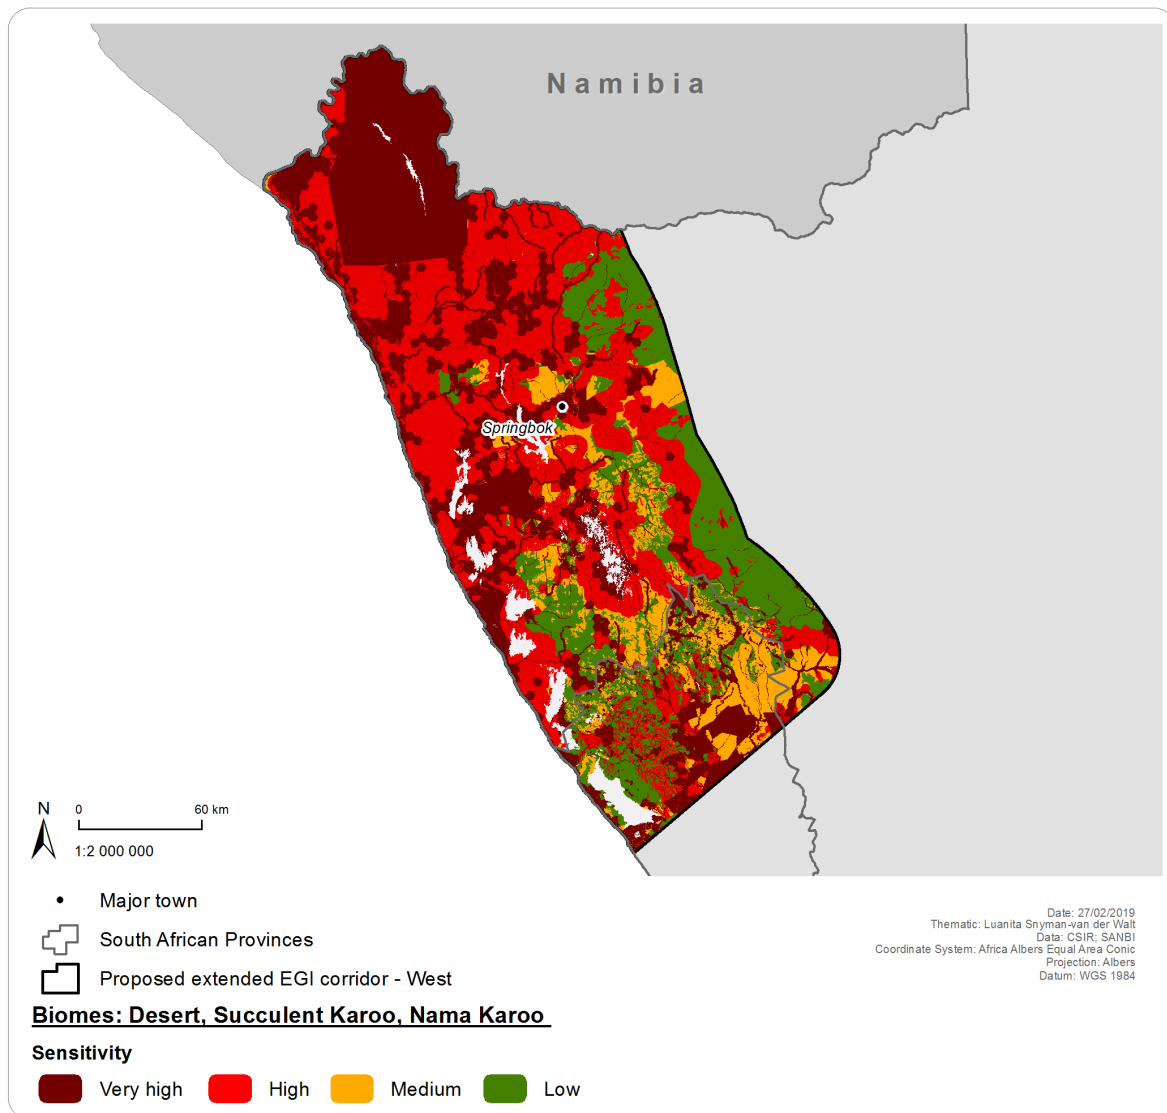 Namibia
Springbok
N
0 60 km
1:2 000 000
Major town
South African Provinces
Proposed extended EGI corridor - West
Date: 27/02/2019
Thematic: Luanita Snyman-van der Walt
Data: CSIR; SANBI
Coordinate System: Africa Albers Equal Area Conic
Projection: Albers
Datum: WGS 1984
Biomes: Desert, Succulent Karoo, Nama Karoo
Sensitivity
Very high High Medium Low